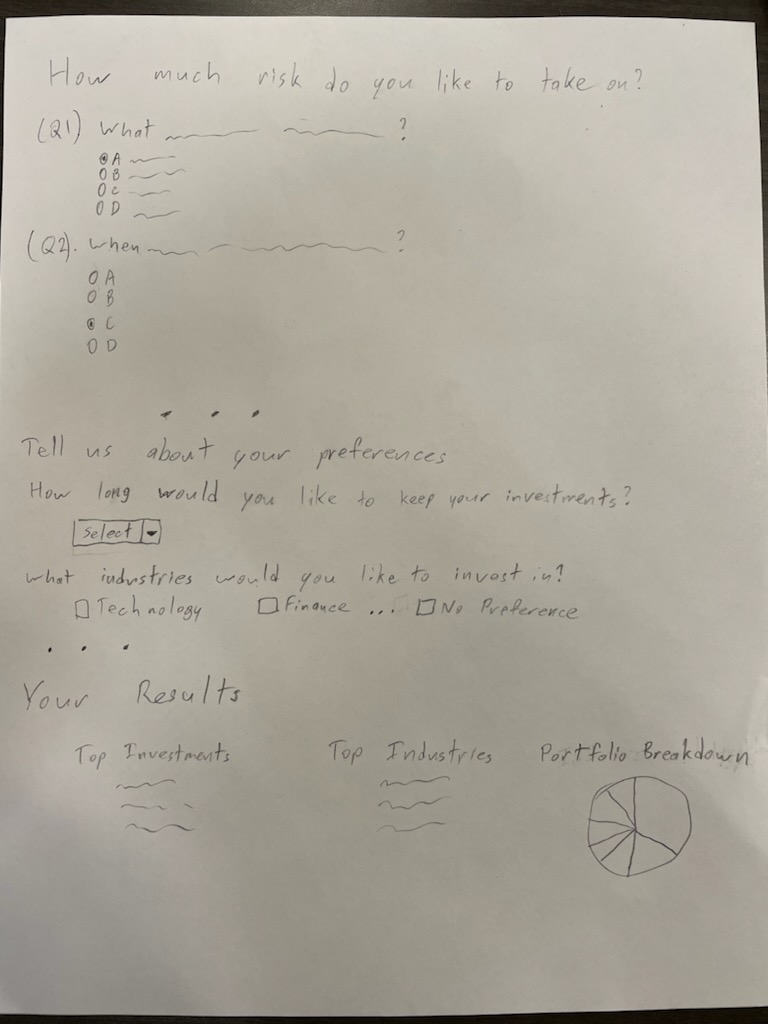 How much risk do you like to take on?
(Q1) What ?
A
B
C
D
(Q2). When ?
A
B
C
D
. . .
Tell us about your preferences
How long would you like to keep your investments?
Select
What industries would you like to invest in?
Technology Finance ... No Preference
. . .
Your Results
Top Investments Top Industries Portfolio Breakdown